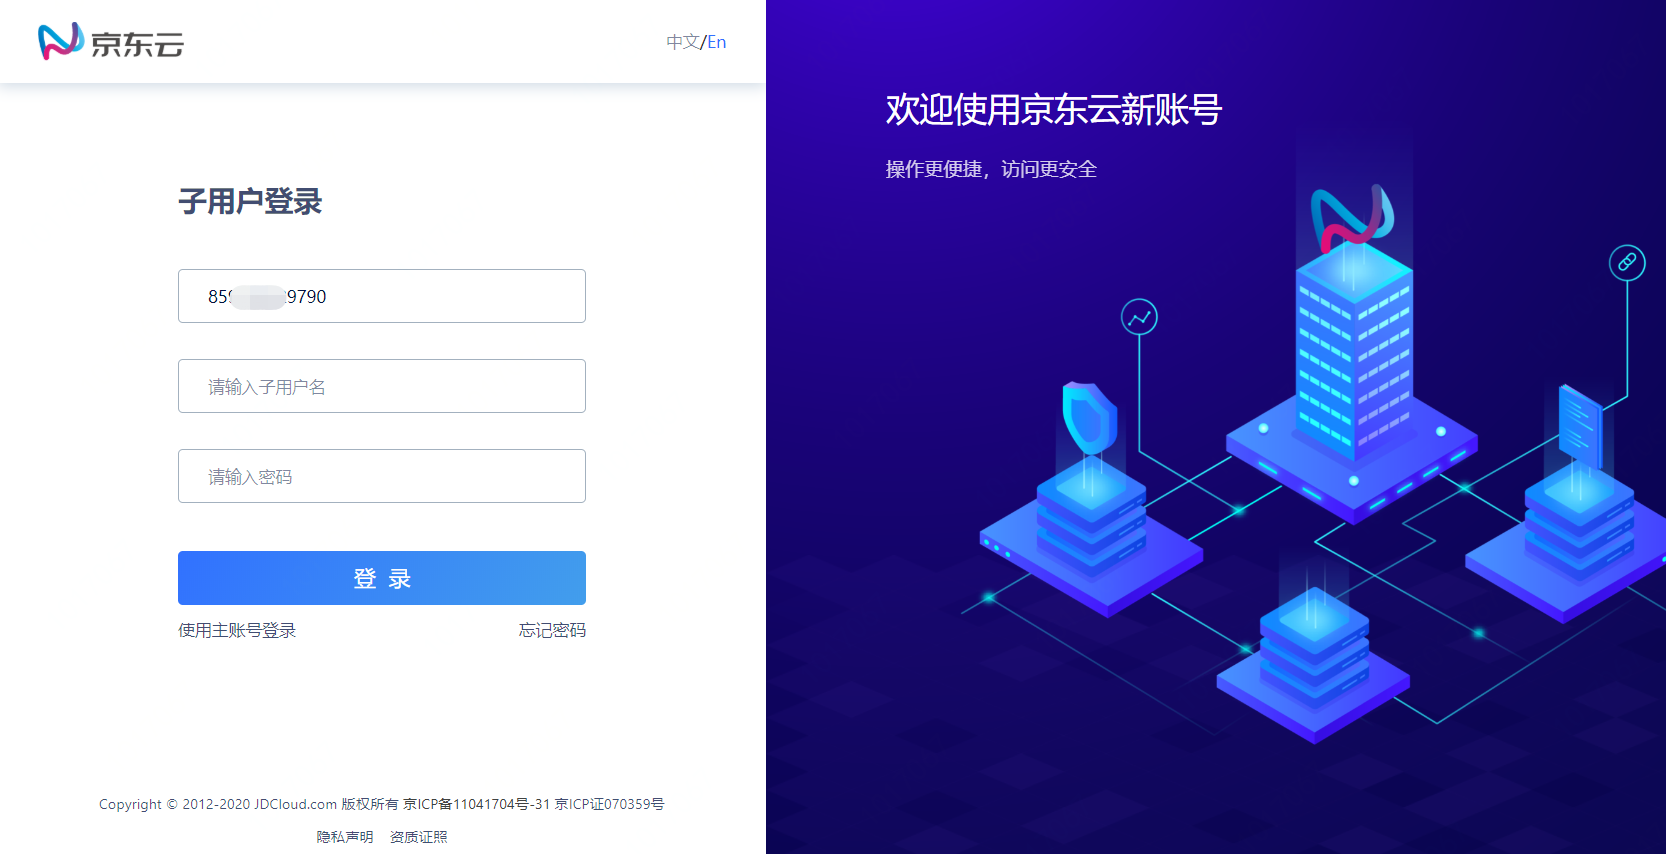 京东云
中文/En
子用户登录
859790
请输入子用户名
请输入密码
登 录
使用主账号登录
忘记密码
Copyright © 2012-2020 JDCloud.com 版权所有 京ICP备11041704号-31 京ICP证070359号
隐私声明 资质证照
欢迎使用京东云新账号
操作更便捷，访问更安全